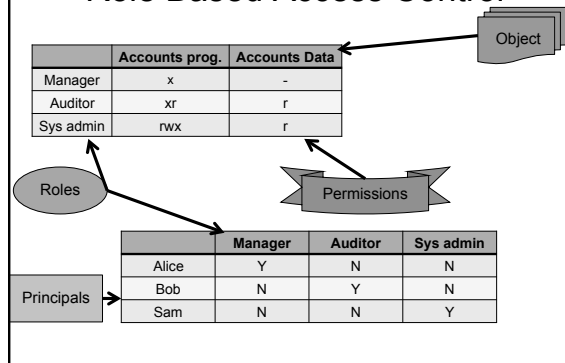 Role Based Access Control
Object
Accounts prog. Accounts Data
Manager x -
Auditor xr r
Sys admin rwx r
Roles
Permissions
Manager Auditor Sys admin
Alice Y N N
Bob N Y N
Sam N N Y
Principals